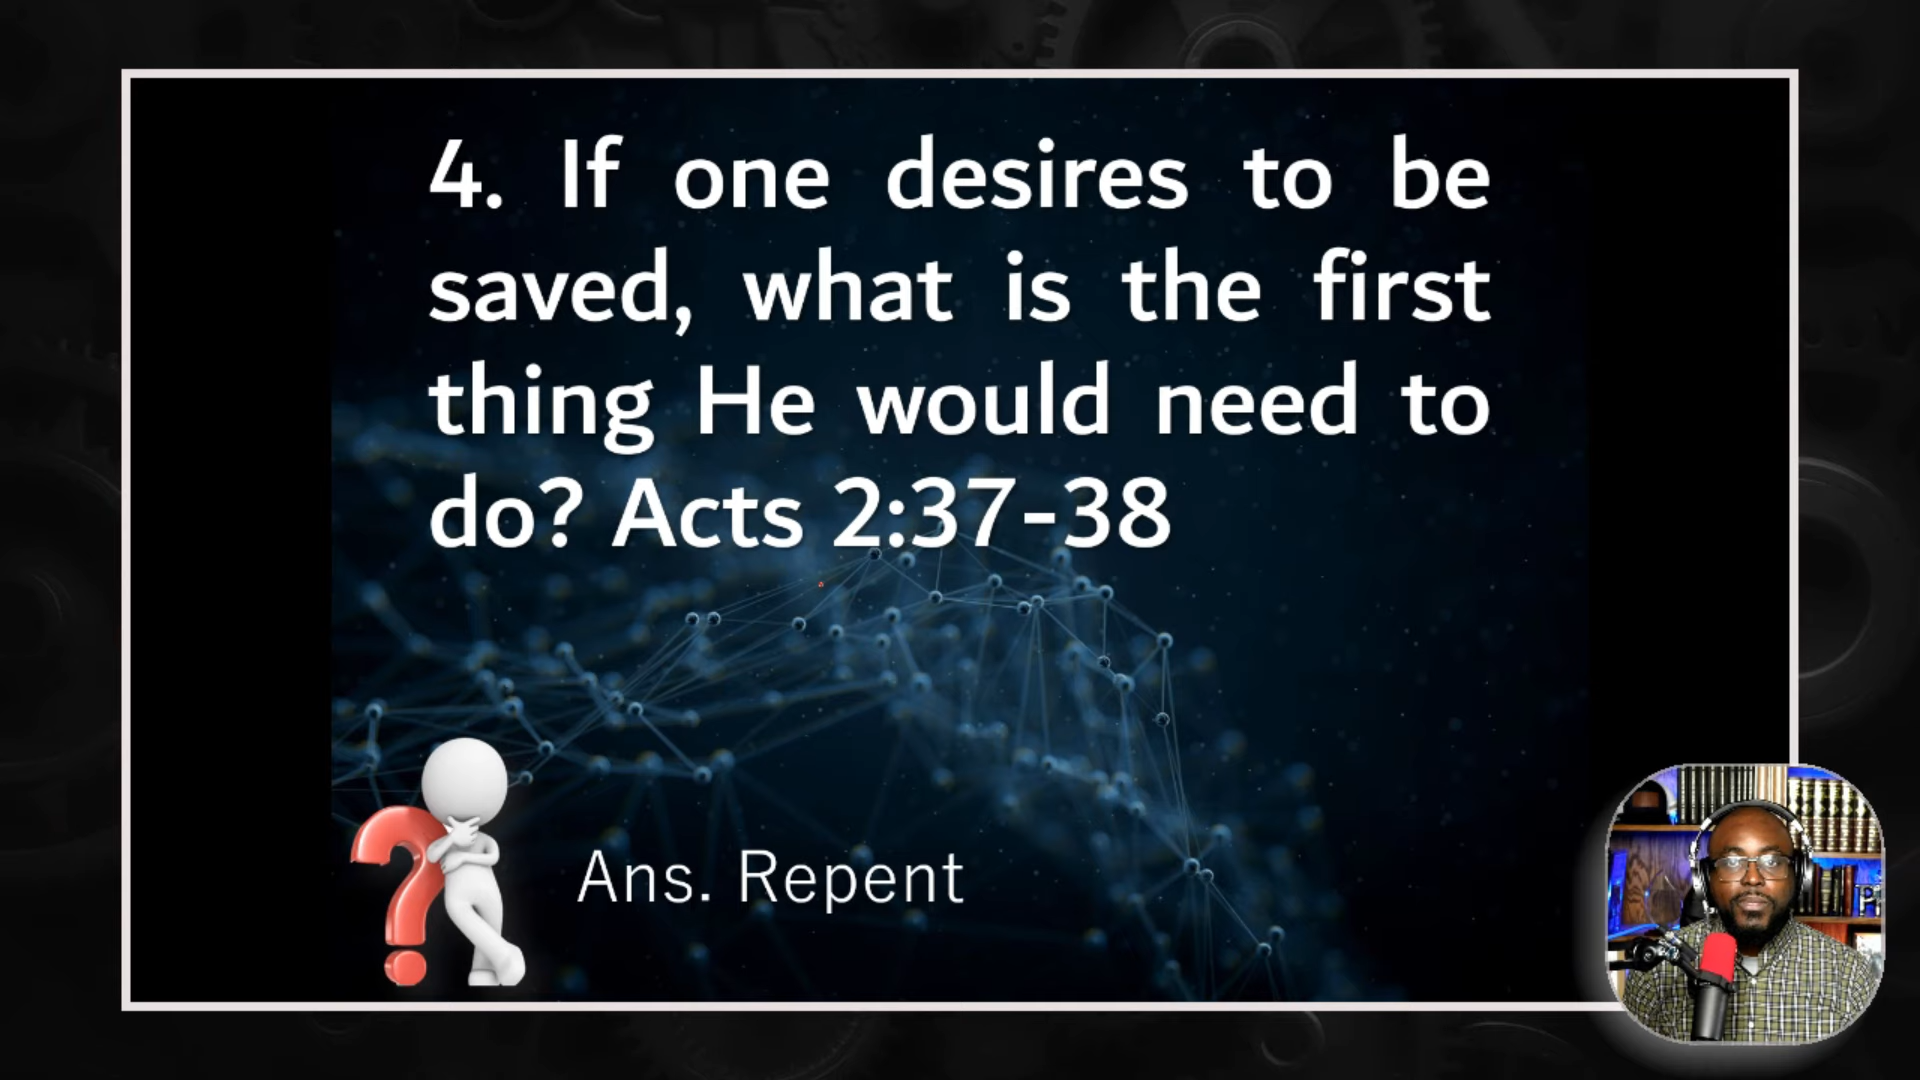 4. If one desires to be
saved, what is the first
thing He would need to
do? Acts 2:37-38
Ans. Repent